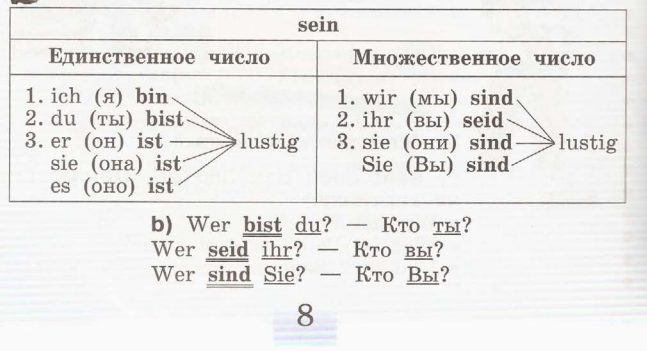 sein
Единственное число
Множественное число
1. ich (я) bin
2. du (ты) bist
3. er (он) ist
sie (она) ist
es (оно) ist
lustig
1. wir (мы) sind
2. ihr (вы) seid
3. sie (они) sind
Sie (Вы) sind
lustig
b) Wer bist du? — Кто ты?
Wer seid ihr? — Кто вы?
Wer sind Sie? — Кто Вы?
8